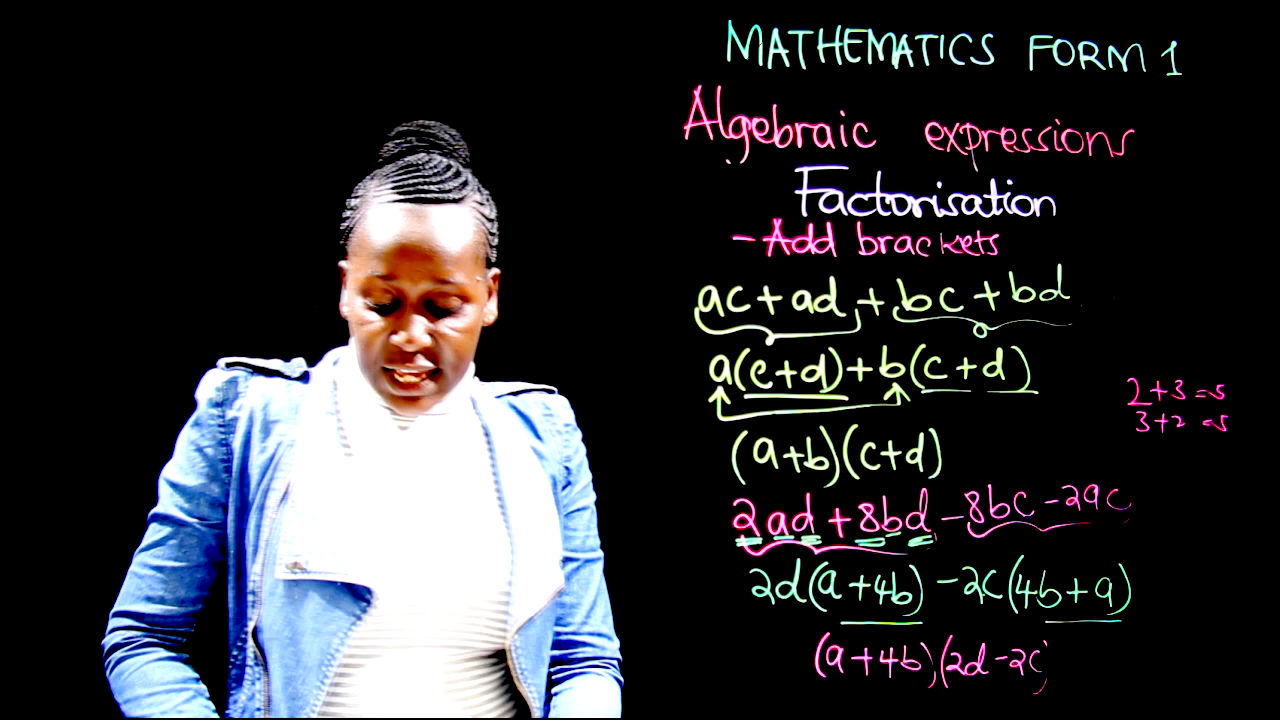 MATHEMATICS FORM 1
Algebraic expressions
Factorisation
- Add brackets
ac + ad + bc + bd
a(c+d) + b(c+d)
2+3=5
3+2=5
(a+b)(c+d)
2ad + 8bd - 8bc - 2ac
2d(a+4b) - 2c(4b+a)
(a+4b)(2d-2c)